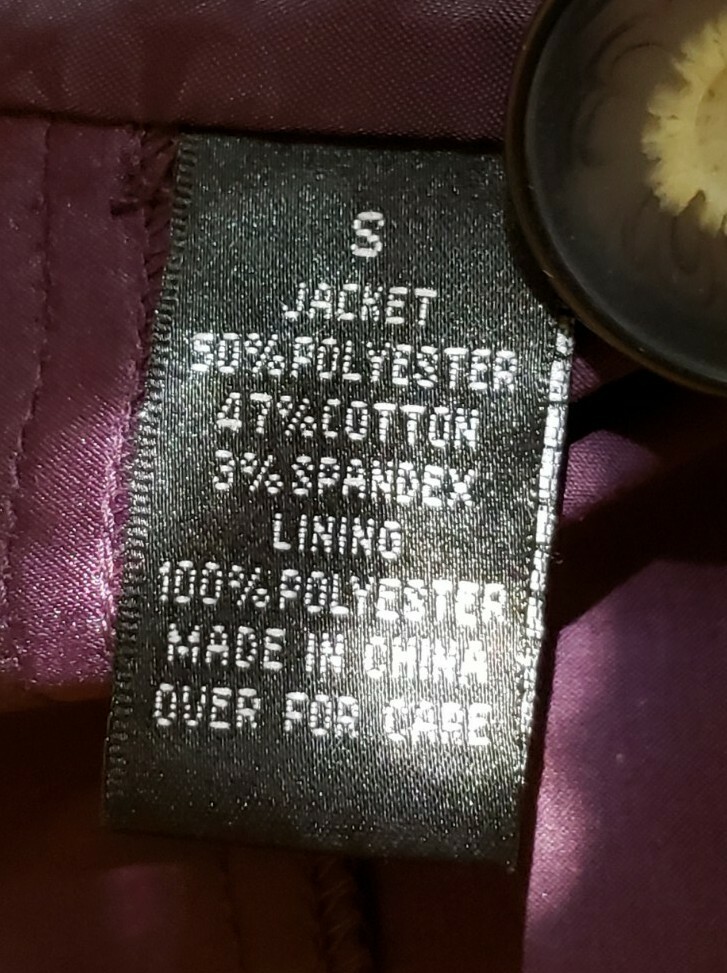 S
JACKET
50%POLYESTER
47%COTTON
3%SPANDEX
LINING
100%POLYESTER
MADE IN CHINA
OVER FOR CARE